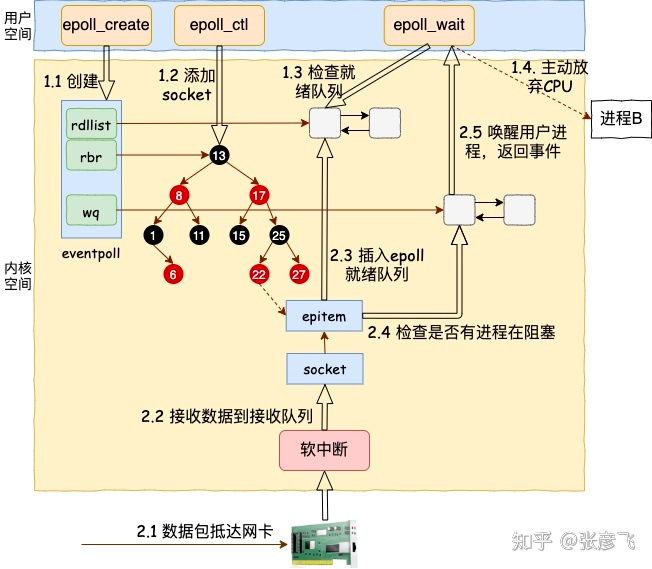 用户
空间
epoll_create
epoll_ctl
epoll_wait
1.1 创建
1.2 添加
socket
1.3 检查就
绪队列
1.4. 主动放
弃CPU
进程B
rdllist
rbr
wq
eventpoll
13
8
17
1
11
15
25
6
22
27
2.5 唤醒用户进
程，返回事件
内核
空间
2.3 插入epoll
就绪队列
epitem
2.4 检查是否有进程在阻塞
socket
2.2 接收数据到接收队列
软中断
2.1 数据包抵达网卡
知乎 @张彦飞